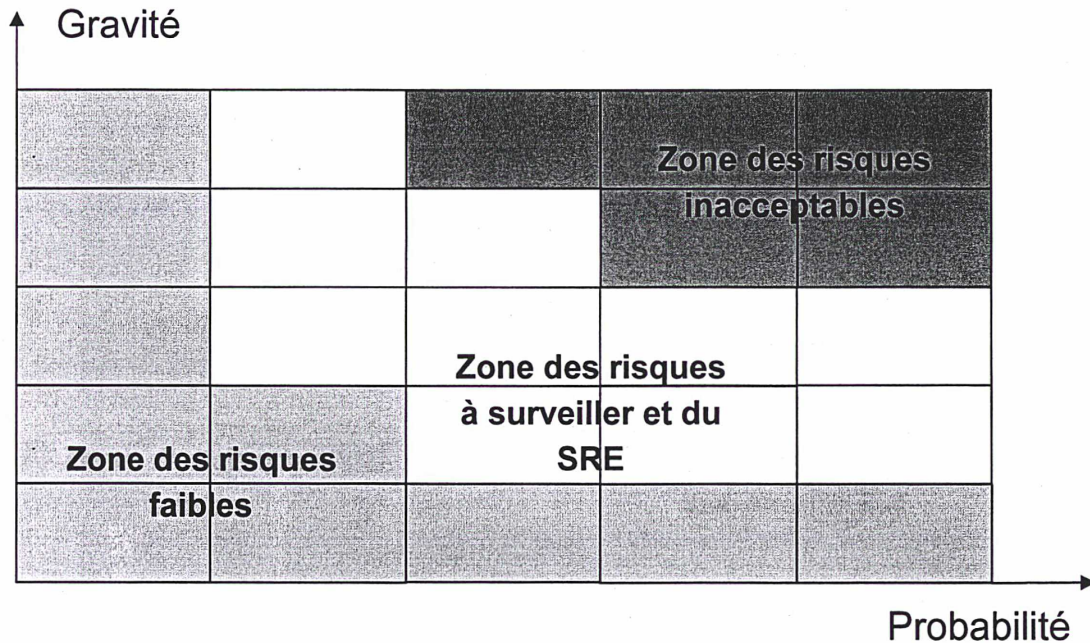 Gravité
Zone des risques
inacceptables
Zone des risques
à surveiller et du
SRE
Zone des risques
faibles
Probabilité